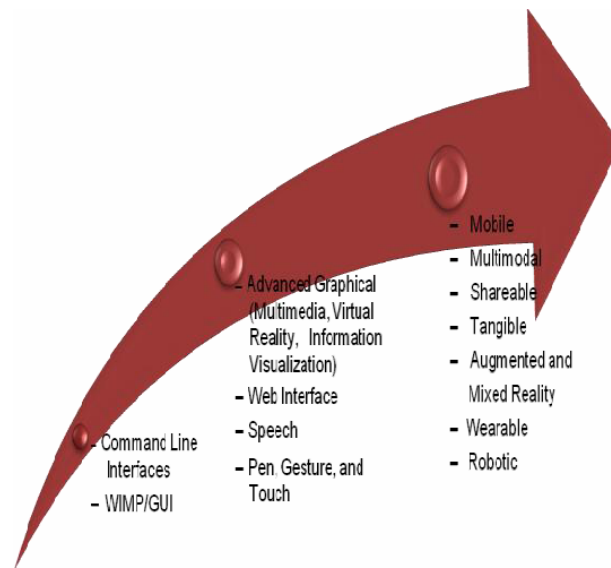 – Command Line
Interfaces
– WIMP/GUI
– Advanced Graphical
(Multimedia, Virtual
Reality, Information
Visualization)
– Web Interface
– Speech
– Pen, Gesture, and
Touch
– Mobile
– Multimodal
– Shareable
– Tangible
– Augmented and
Mixed Reality
– Wearable
– Robotic